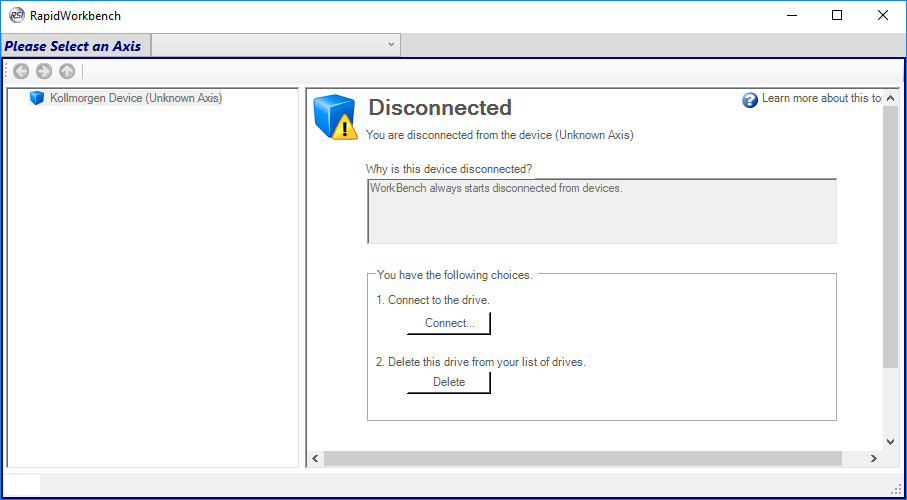 RSI RapidWorkbench
Please Select an Axis
Kollmorgen Device (Unknown Axis)
Disconnected
Learn more about this to
You are disconnected from the device (Unknown Axis)
Why is this device disconnected?
WorkBench always starts disconnected from devices.
You have the following choices.
1. Connect to the drive.
Connect...
2. Delete this drive from your list of drives.
Delete